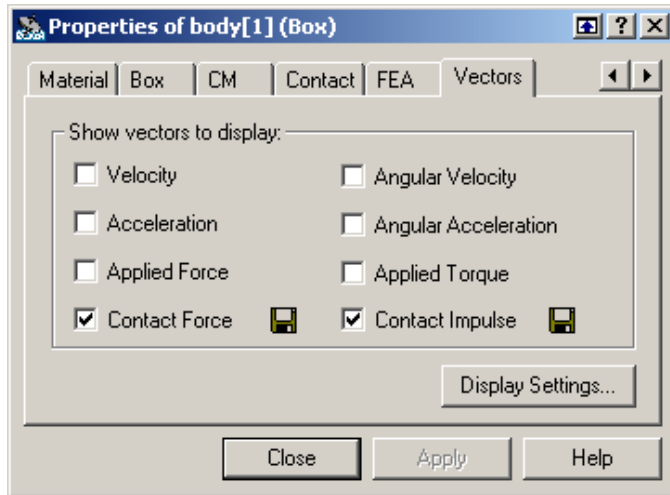 Properties of body[1] (Box)
Material Box CM Contact FEA Vectors
Show vectors to display:
Velocity Angular Velocity
Acceleration Angular Acceleration
Applied Force Applied Torque
Contact Force Contact Impulse
Display Settings...
Close Apply Help